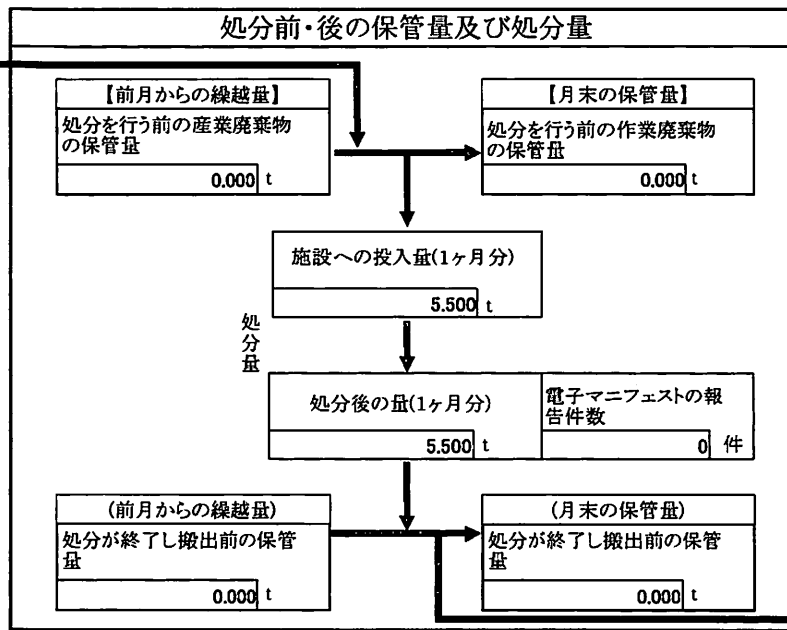 処分前・後の保管量及び処分量
【前月からの繰越量】
処分を行う前の産業廃棄物
の保管量
0.000 t
【月末の保管量】
処分を行う前の作業廃棄物
の保管量
0.000 t
施設への投入量(1ヶ月分)
5.500 t
処分量
処分後の量(1ヶ月分)
5.500 t
電子マニフェストの報
告件数
0 件
(前月からの繰越量)
処分が終了し搬出前の保管
量
0.000 t
(月末の保管量)
処分が終了し搬出前の保管
量
0.000 t